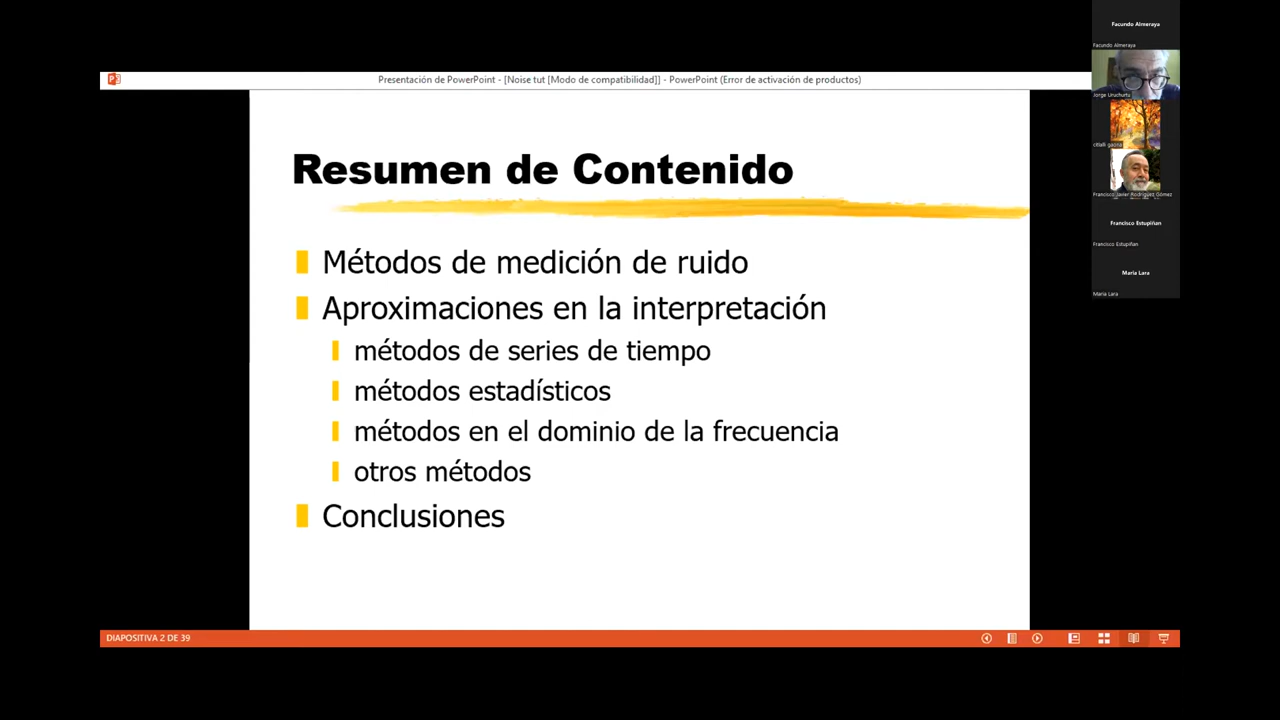 Presentación de PowerPoint - [Noise tut [Modo de compatibilidad]] - PowerPoint (Error de activación de productos)
Resumen de Contenido
Métodos de medición de ruido
Aproximaciones en la interpretación
métodos de series de tiempo
métodos estadísticos
métodos en el dominio de la frecuencia
otros métodos
Conclusiones
DIAPOSITIVA 2 DE 39
Facundo Almeraya
Facundo Almeraya
Jorge Uruchurtu
citlalli gaona
Francisco Javier Rodríguez Gómez
Francisco Estupiñan
Francisco Estupiñan
Maria Lara
Maria Lara